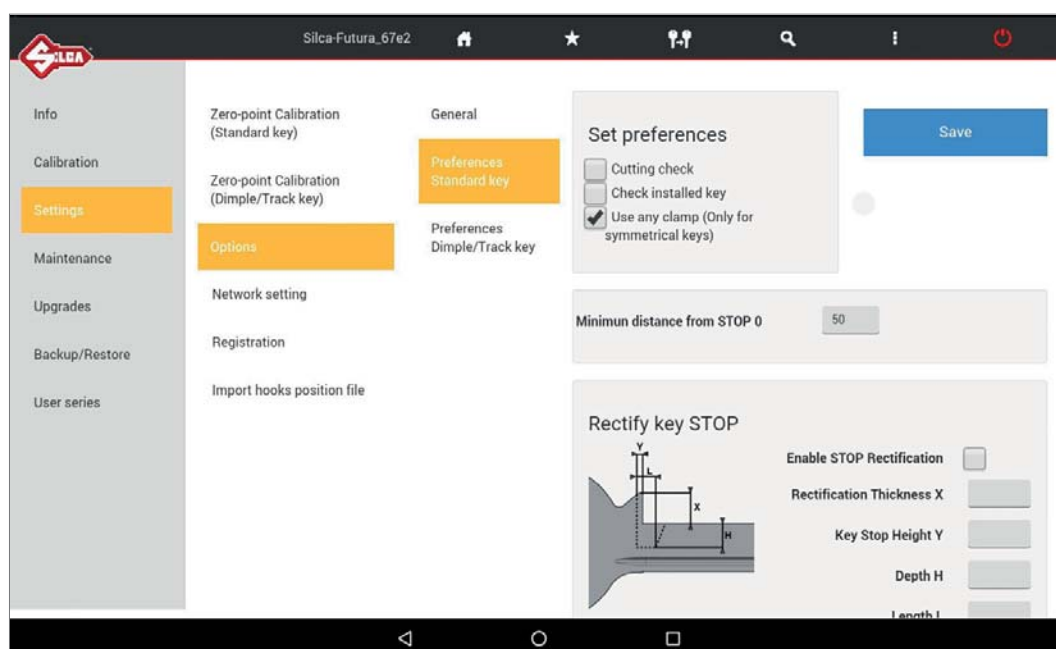 SILCA
Silca-Futura_67e2
Info
Calibration
Settings
Maintenance
Upgrades
Backup/Restore
User series
Zero-point Calibration
(Standard key)
Zero-point Calibration
(Dimple/Track key)
Options
Network setting
Registration
Import hooks position file
General
Preferences
Standard key
Preferences
Dimple/Track key
Set preferences
Cutting check
Check installed key
Use any clamp (Only for
symmetrical keys)
Save
Minimun distance from STOP 0
50
Rectify key STOP
Y
L
X
H
Enable STOP Rectification
Rectification Thickness X
Key Stop Height Y
Depth H
Length L